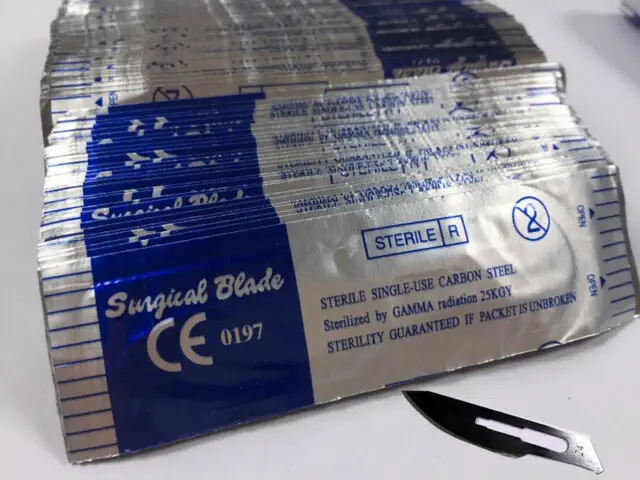 OPEN
Surgical Blade
CE 0197
STERILE R
STERILE SINGLE-USE CARBON STEEL
Sterilized by GAMMA radiation 25KGY
STERILITY GUARANTEED IF PACKET IS UNBROKEN
OPEN
OPEN
24